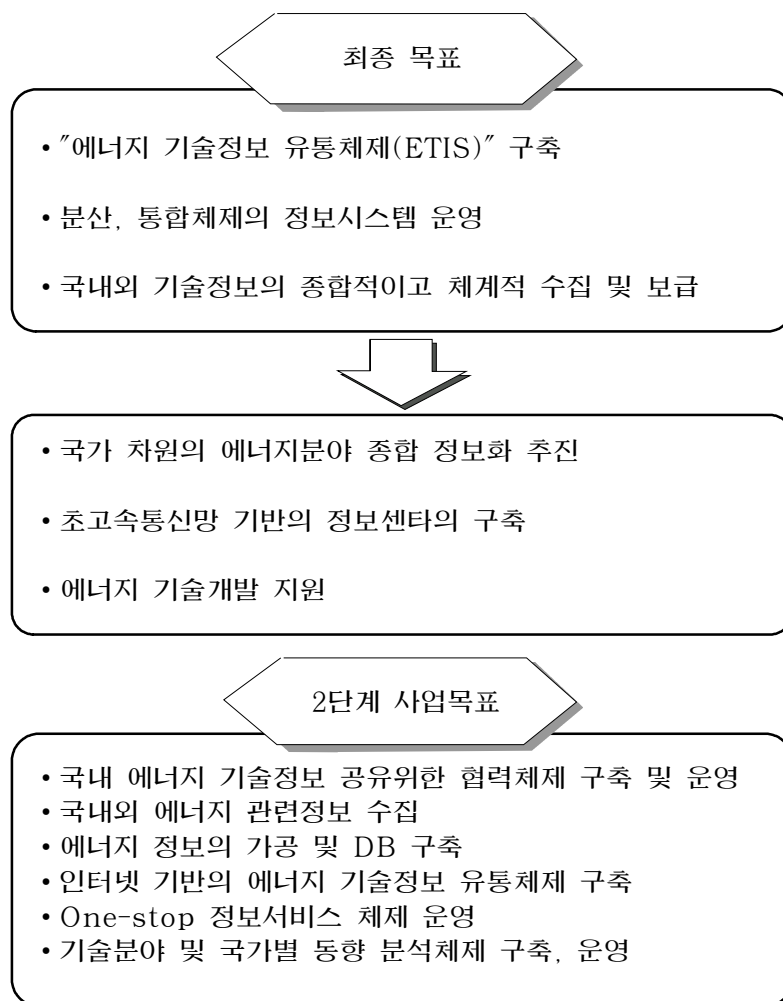 최종 목표
• "에너지 기술정보 유통체제(ETIS)" 구축
• 분산, 통합체제의 정보시스템 운영
• 국내외 기술정보의 종합적이고 체계적 수집 및 보급
• 국가 차원의 에너지분야 종합 정보화 추진
• 초고속통신망 기반의 정보센타의 구축
• 에너지 기술개발 지원
2단계 사업목표
• 국내 에너지 기술정보 공유위한 협력체제 구축 및 운영
• 국내외 에너지 관련정보 수집
• 에너지 정보의 가공 및 DB 구축
• 인터넷 기반의 에너지 기술정보 유통체제 구축
• One-stop 정보서비스 체제 운영
• 기술분야 및 국가별 동향 분석체제 구축, 운영